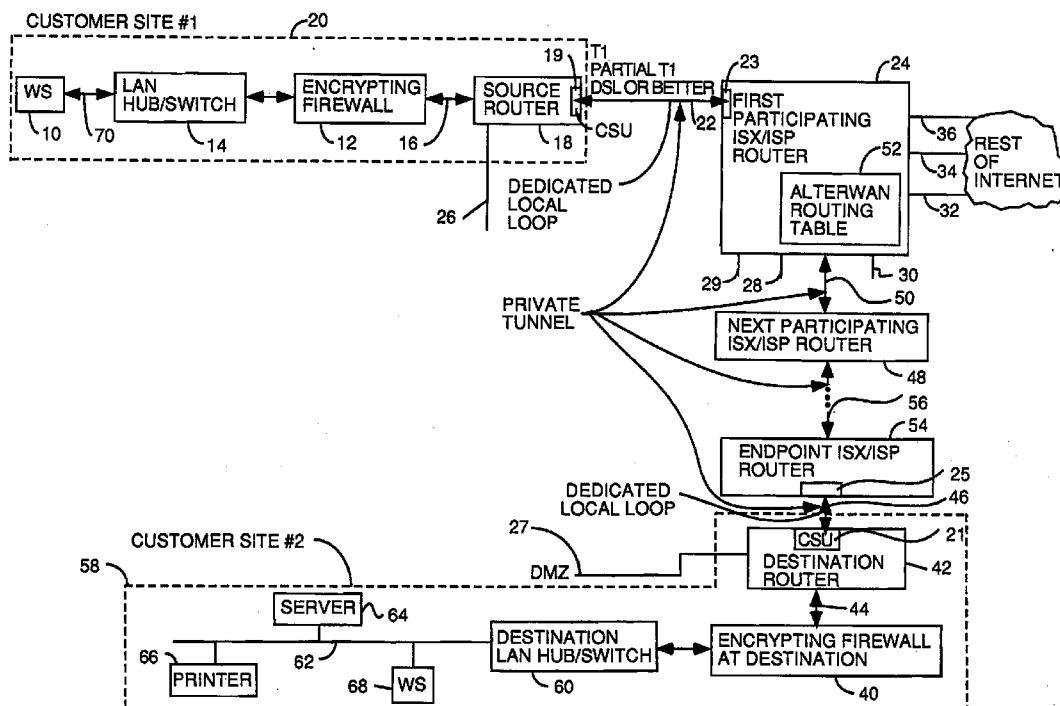 CUSTOMER SITE #1
20
T1
PARTIAL T1
DSL OR BETTER
19
23
24
WS
LAN
HUB/SWITCH
ENCRYPTING
FIREWALL
SOURCE
ROUTER
CSU
22
FIRST
PARTICIPATING
ISX/ISP
ROUTER
36
34
32
REST
OF
INTERNET
10
70
14
12
16
18
52
ALTERWAN
ROUTING
TABLE
26
DEDICATED
LOCAL
LOOP
29
28
30
50
PRIVATE
TUNNEL
NEXT PARTICIPATING
ISX/ISP ROUTER
48
56
54
ENDPOINT ISX/ISP
ROUTER
25
DEDICATED
LOCAL LOOP
46
CUSTOMER SITE #2
27
CSU
21
58
DMZ
DESTINATION
ROUTER
42
SERVER
64
44
66
62
DESTINATION
LAN HUB/SWITCH
ENCRYPTING FIREWALL
AT DESTINATION
PRINTER
68
WS
60
40